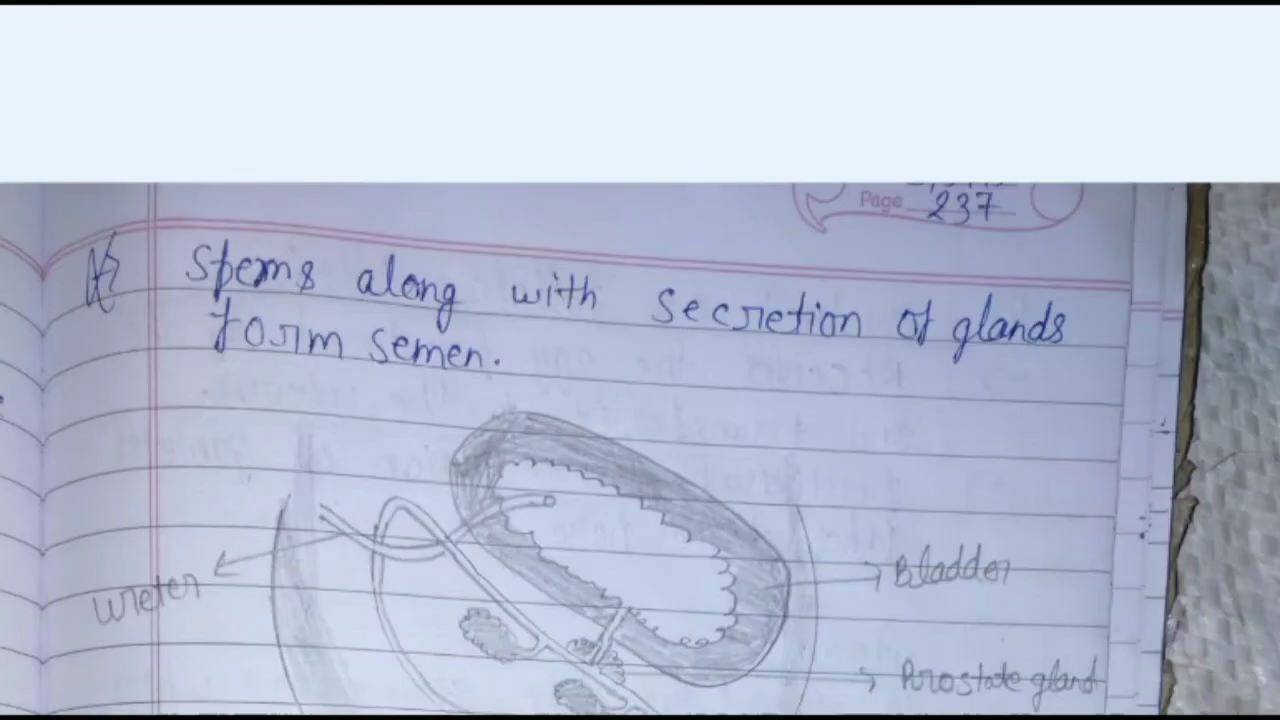 Page 237
Sperms along with secretion of glands
form semen.
Ureter
Bladder
Prostate gland